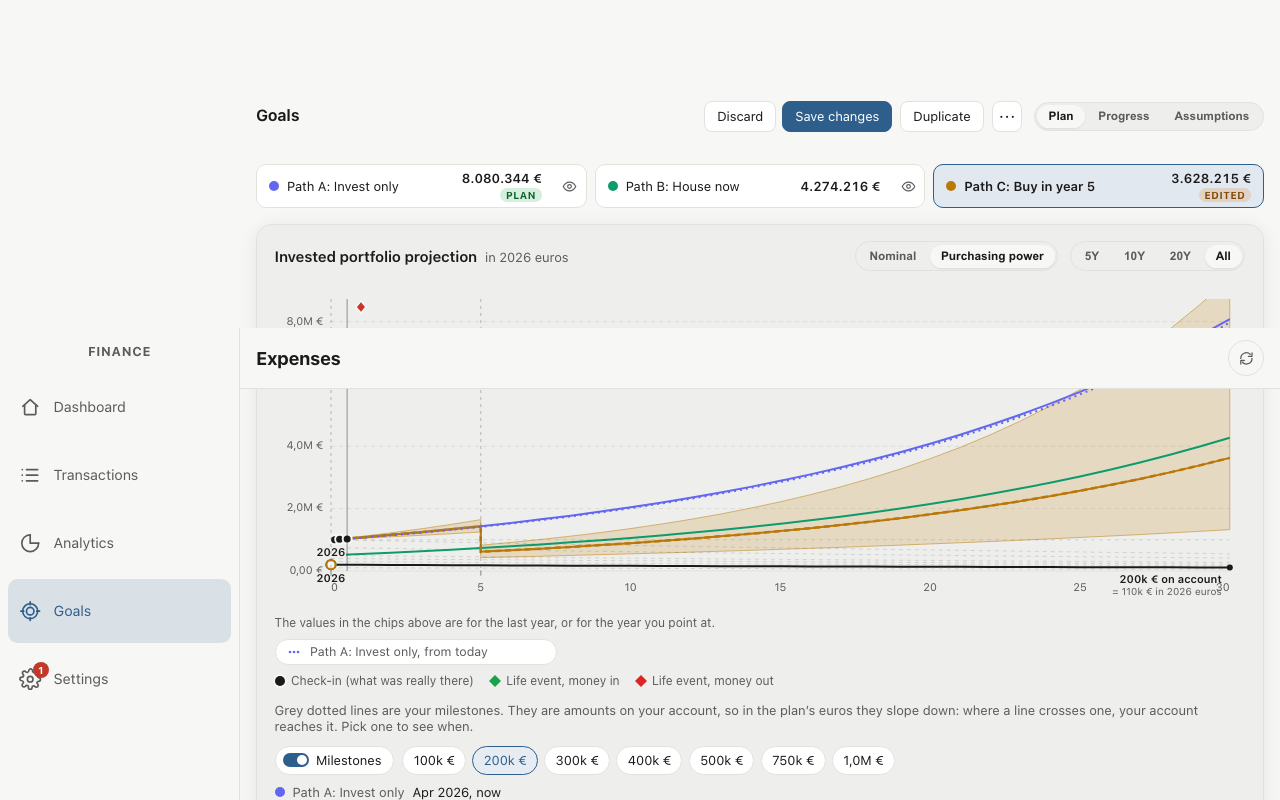 Goals
Discard
Save changes
Duplicate
...
Plan
Progress
Assumptions
Path A: Invest only
8.080.344 €
PLAN
Path B: House now
4.274.216 €
Path C: Buy in year 5
3.628.215 €
EDITED
Invested portfolio projection in 2026 euros
Nominal
Purchasing power
5Y
10Y
20Y
All
8,0M €
FINANCE
Expenses
Dashboard
Transactions
Analytics
Goals
1
Settings
4,0M €
2,0M €
2026
0,00 €
2026
0
5
10
15
20
25
30
200k € on account
= 110k € in 2026 euros
The values in the chips above are for the last year, or for the year you point at.
Path A: Invest only, from today
Check-in (what was really there)
Life event, money in
Life event, money out
Grey dotted lines are your milestones. They are amounts on your account, so in the plan's euros they slope down: where a line crosses one, your account
reaches it. Pick one to see when.
Milestones
100k €
200k €
300k €
400k €
500k €
750k €
1,0M €
Path A: Invest only Apr 2026, now